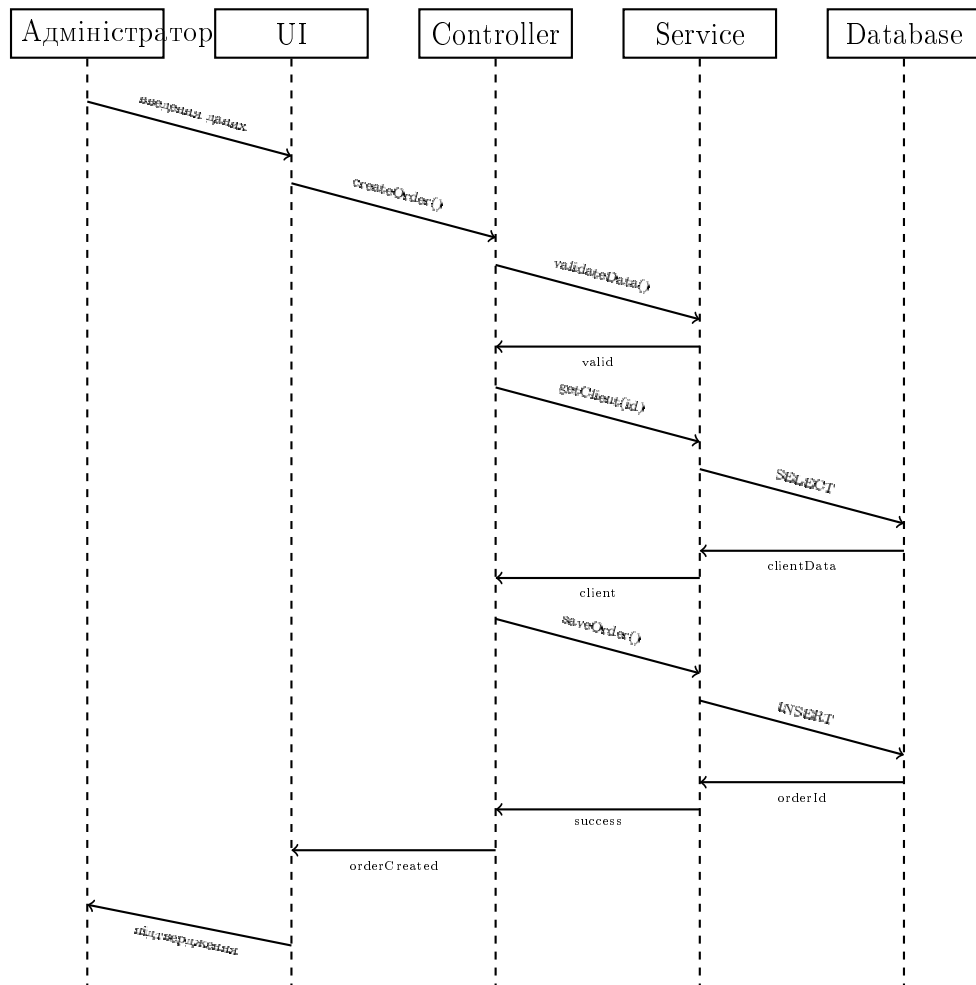 Адміністратор
UI
Controller
Service
Database
введення даних
createOrder()
validateData()
valid
getClient(id)
SELECT
clientData
client
saveOrder()
INSERT
orderId
success
orderCreated
підтвердження